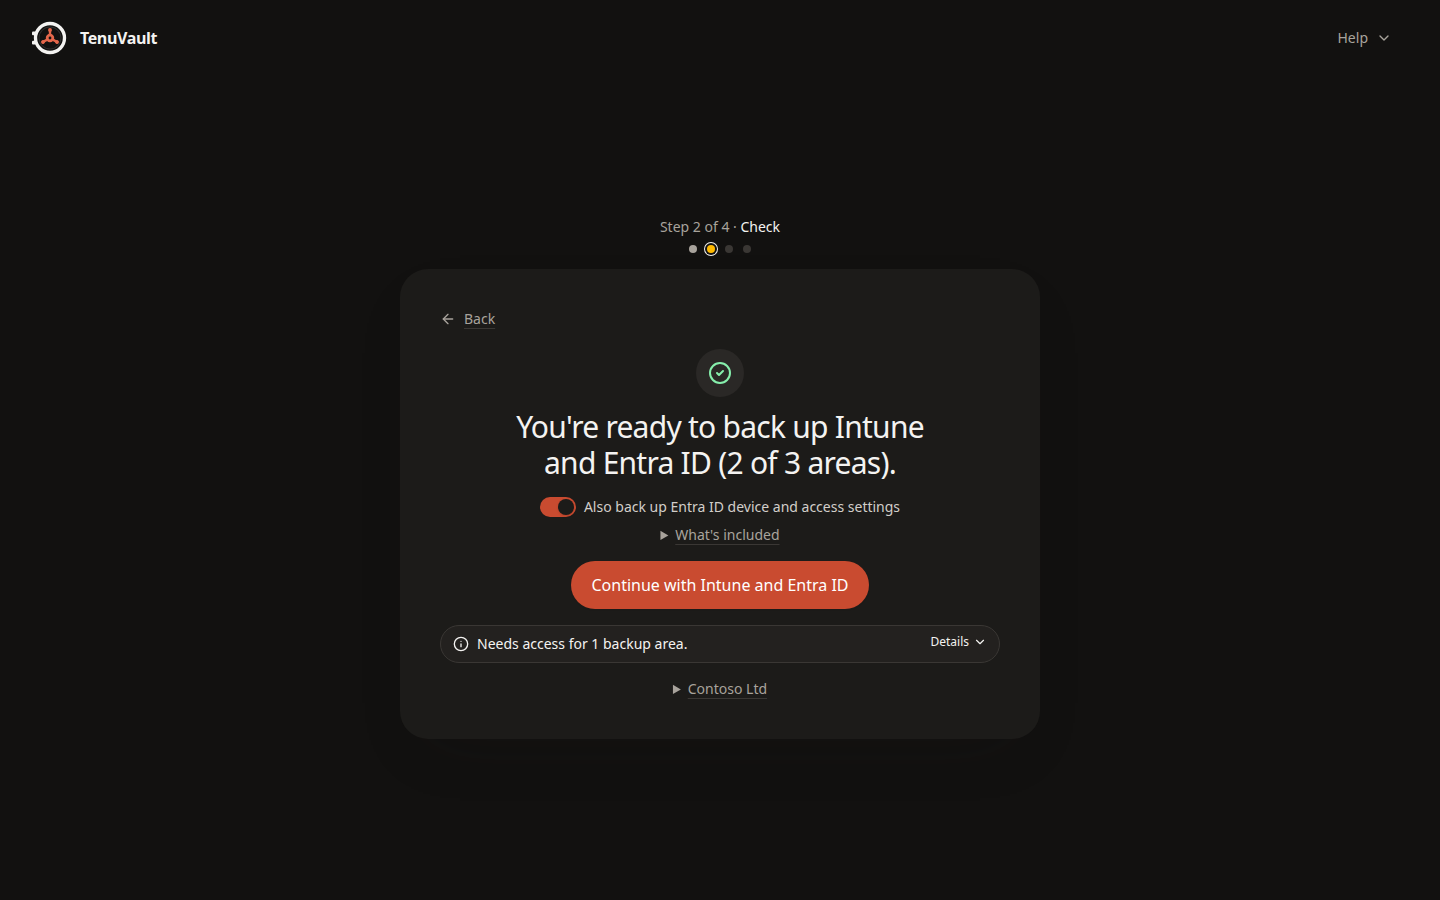 TenuVault
Help
Step 2 of 4 · Check
Back
You're ready to back up Intune
and Entra ID (2 of 3 areas).
Also back up Entra ID device and access settings
What's included
Continue with Intune and Entra ID
Needs access for 1 backup area.
Details
Contoso Ltd